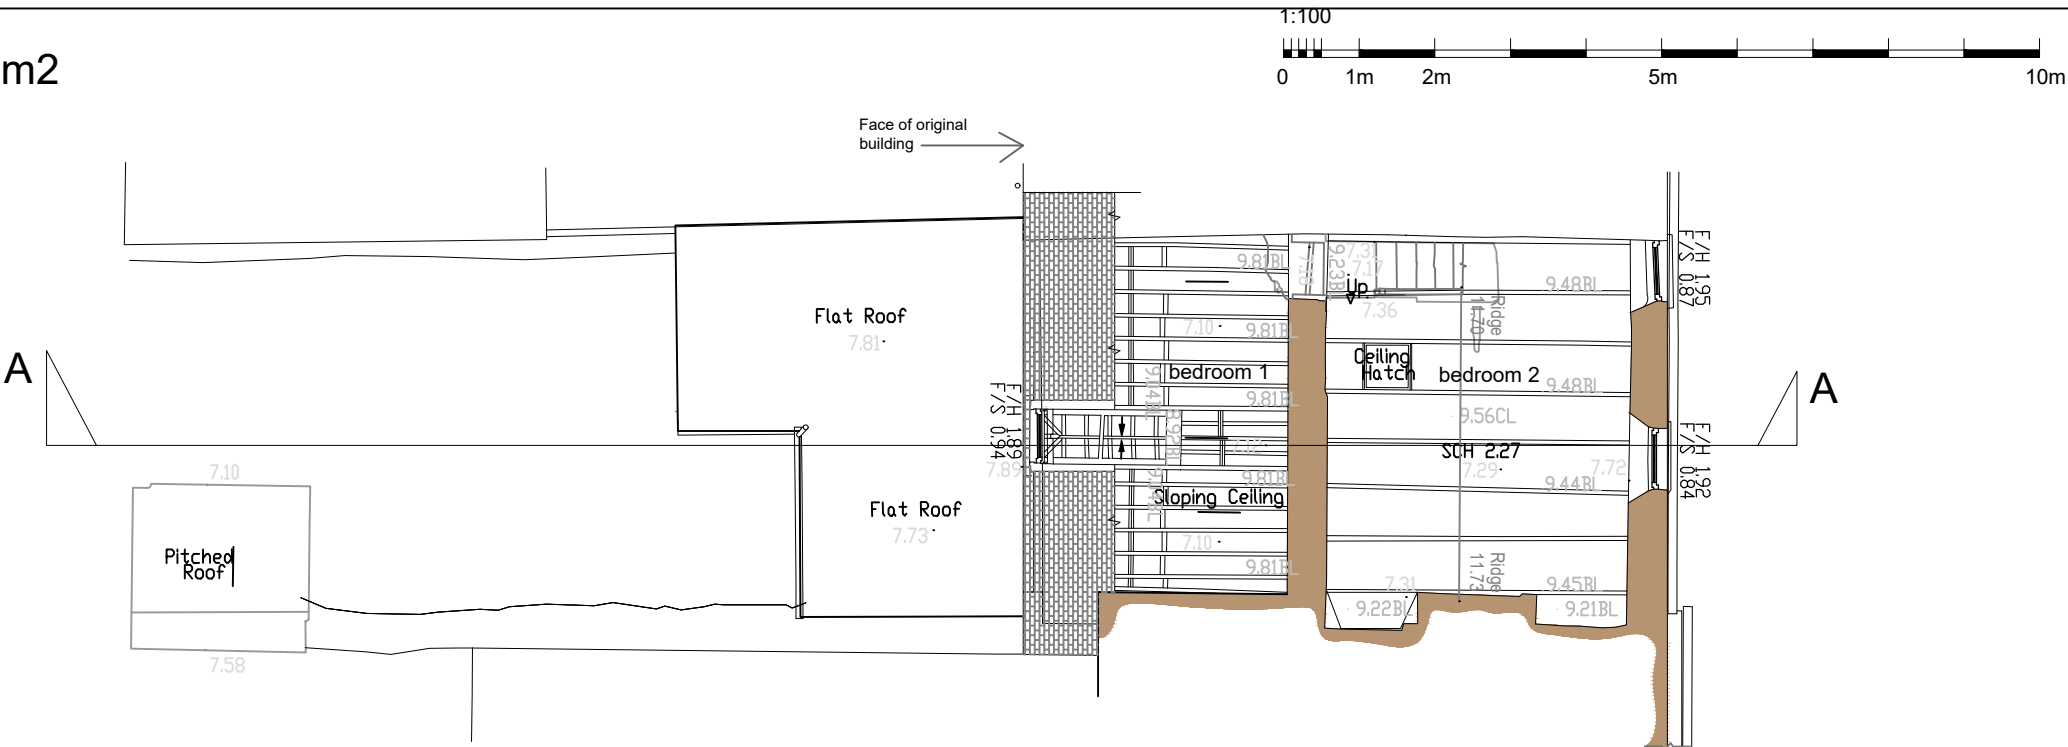 1:100
m2
0 1m 2m 5m 10m
Face of original
building
F/H 1.95
F/S 0.87
9.81BL
7.31
7.17
9.48BL
Up
7.36
Ridge
11.70
Flat Roof
7.81
7.10
9.81BL
Ceiling
Hatch
bedroom 1
bedroom 2
9.48BL
A
A
9.04BL
9.81BL
9.56CL
F/H 1.89
F/S 0.94
8.92BL
F/H 1.92
F/S 0.84
SCH 2.27
7.10
7.89
9.81BL
7.29
7.72
9.44BL
Sloping Ceiling
Flat Roof
7.73
7.10
Pitched
Roof
9.81BL
Ridge
11.73
7.31
9.45BL
9.22BL
9.21BL
7.58